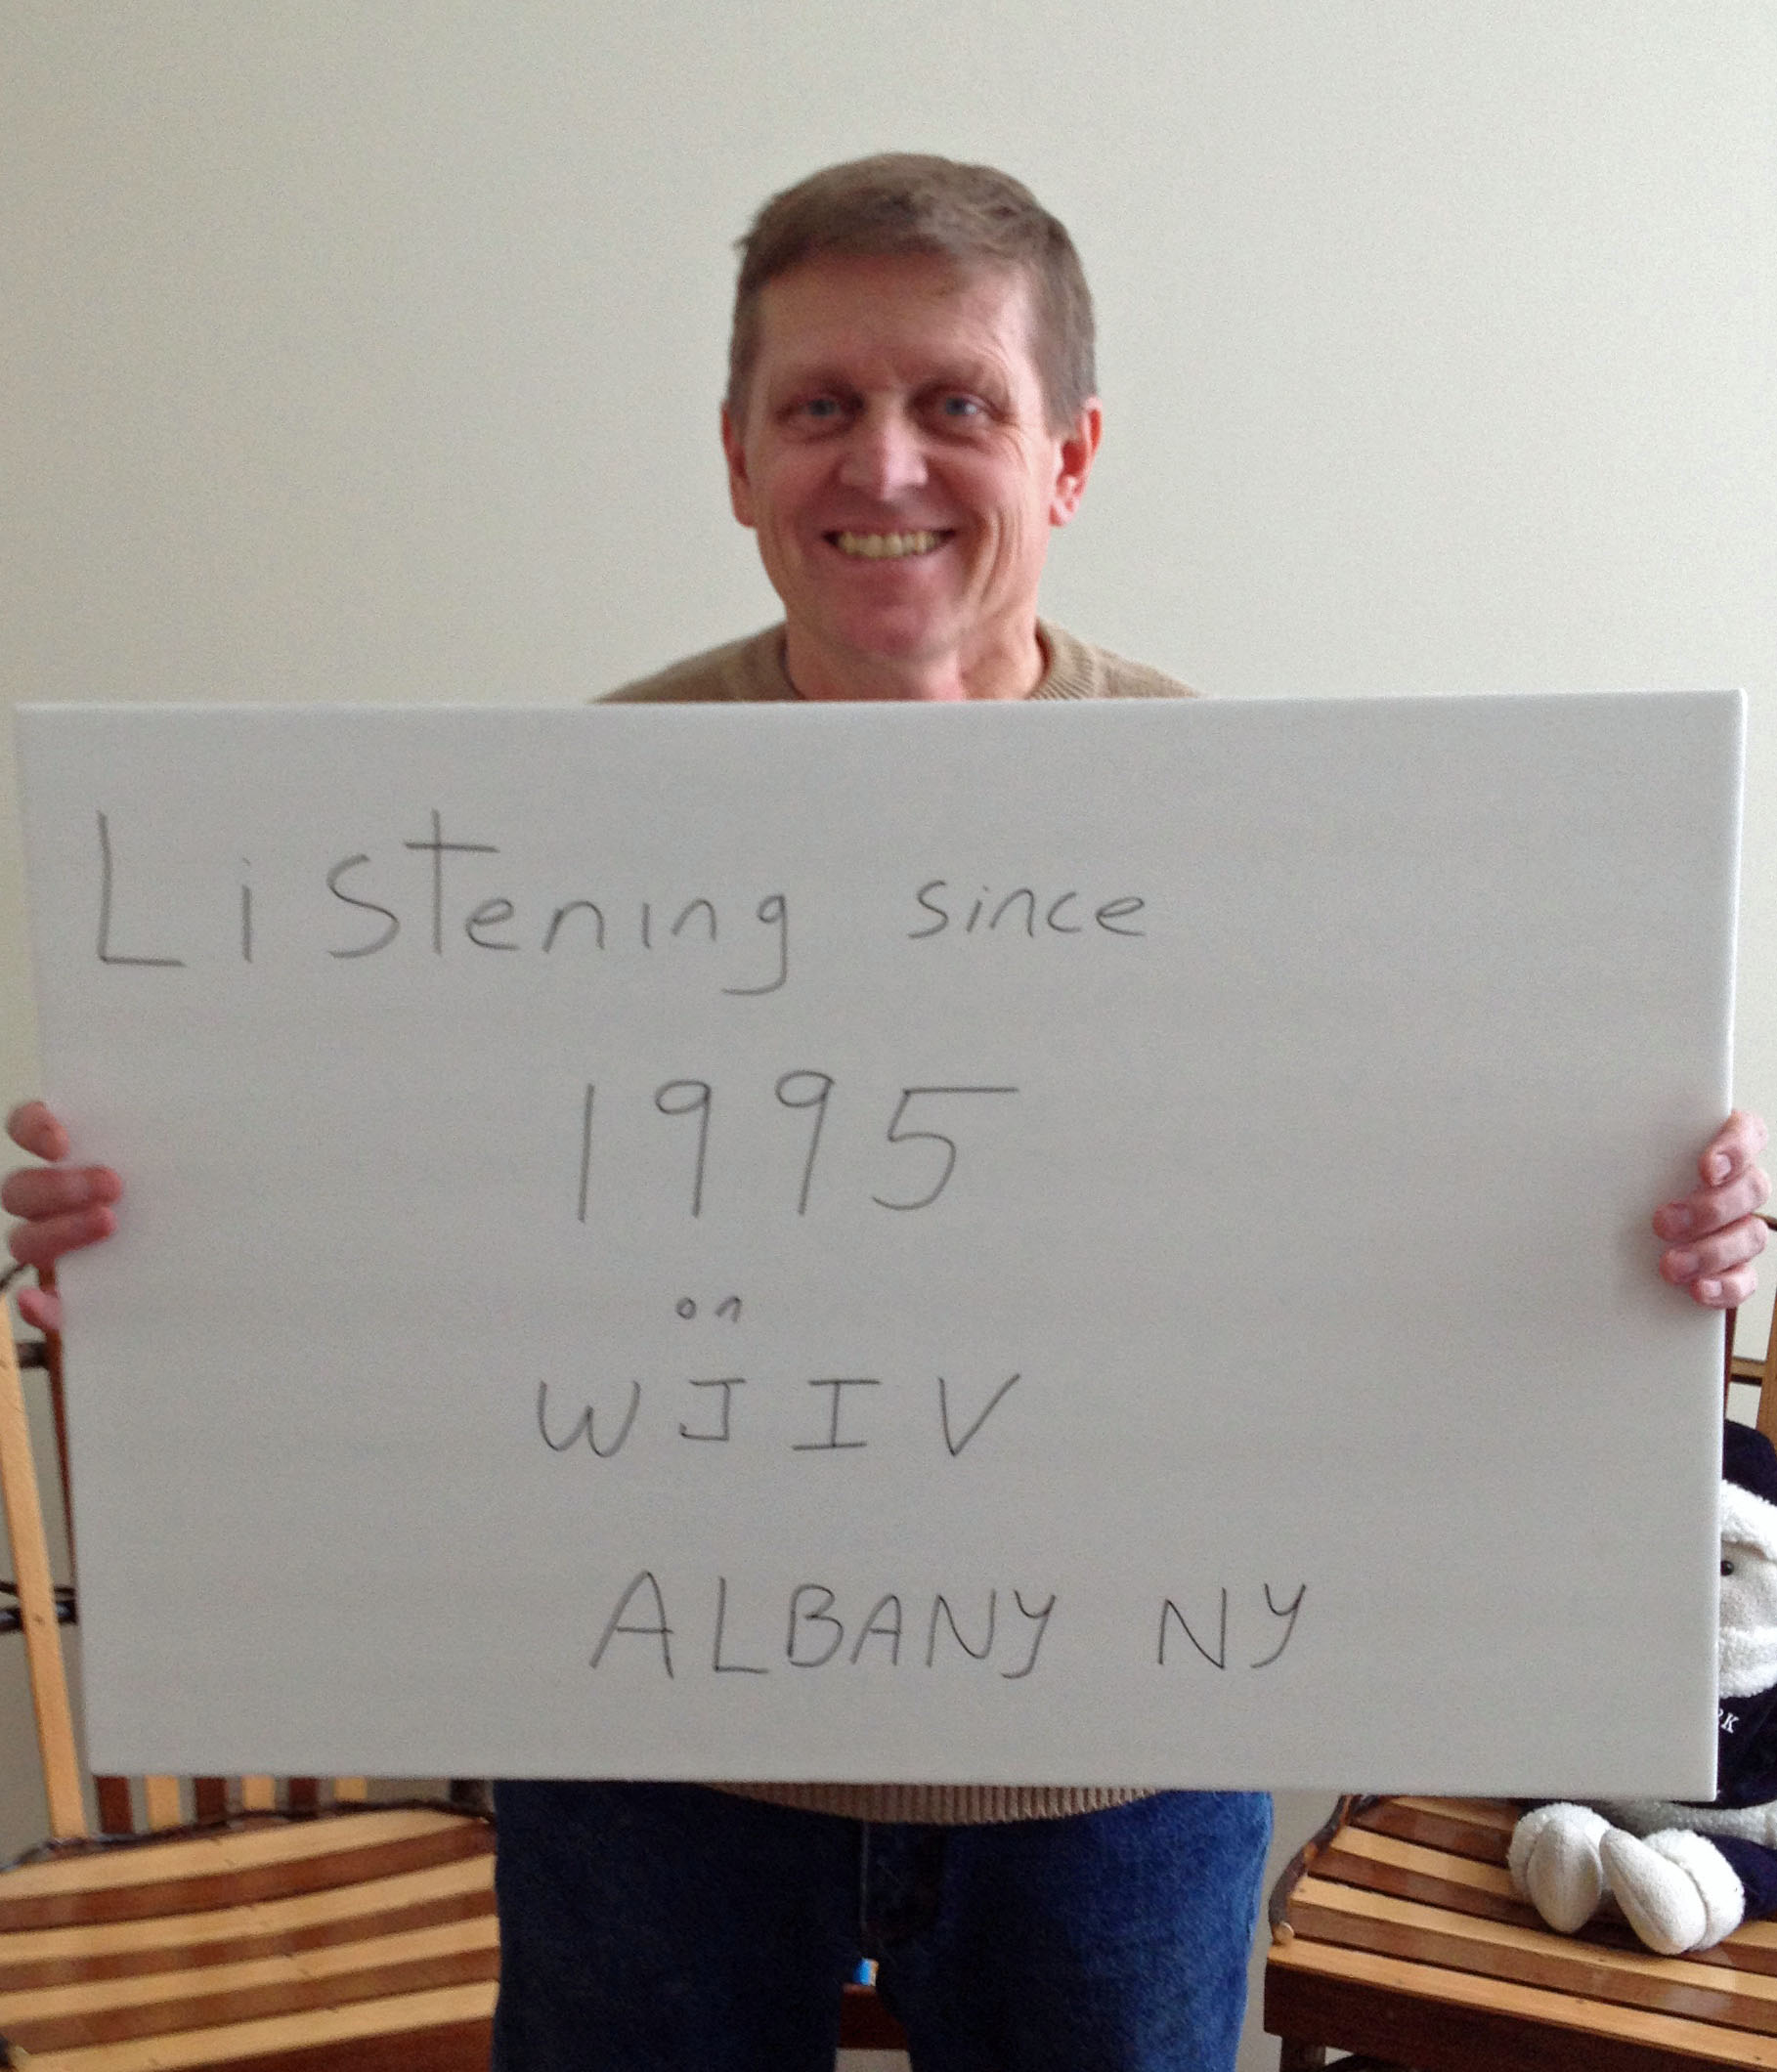 Listening since
1995
on
WJIV
ALBANY NY